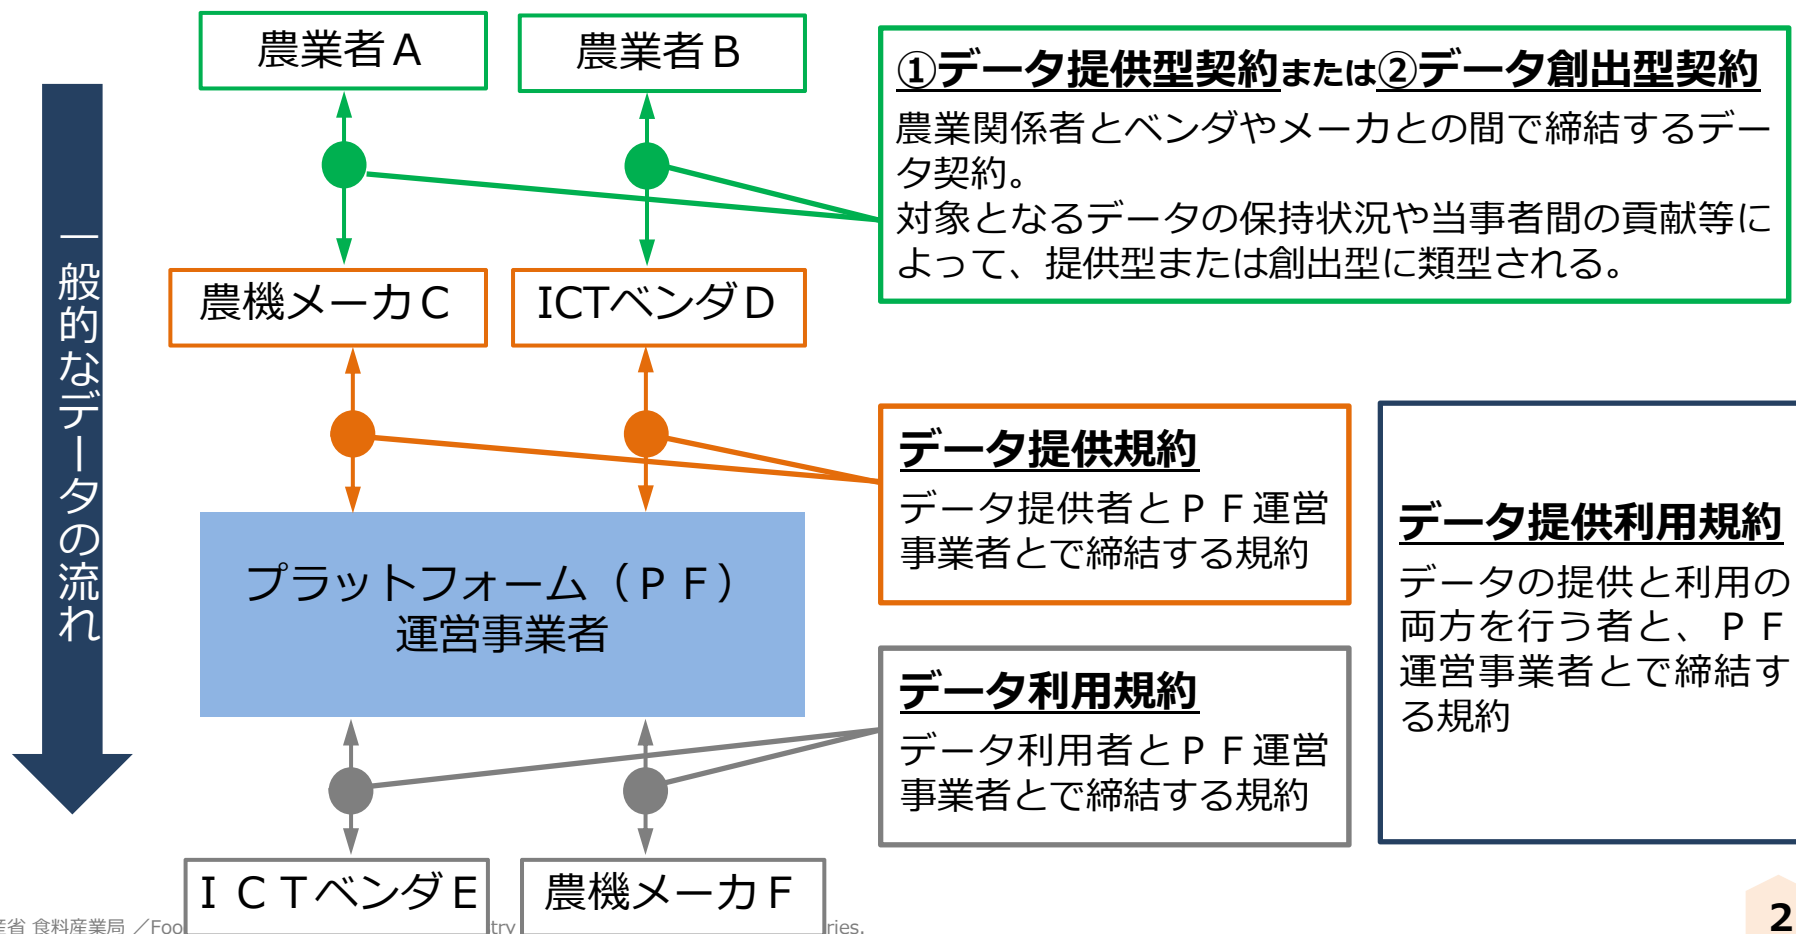 農業者A
農業者B
①データ提供型契約または②データ創出型契約
農業関係者とベンダやメーカとの間で締結するデー
タ契約。
対象となるデータの保持状況や当事者間の貢献等に
よって、提供型または創出型に類型される。
一般的なデータの流れ
農機メーカC
ICTベンダD
データ提供規約
データ提供者とPF運営
事業者とで締結する規約
データ提供利用規約
データの提供と利用の
両方を行う者と、PF
運営事業者とで締結す
る規約
プラットフォーム(PF)
運営事業者
データ利用規約
データ利用者とPF運営
事業者とで締結する規約
ICTベンダE
農機メーカF
産省 食料産業局 /Foo
try
ries.
2